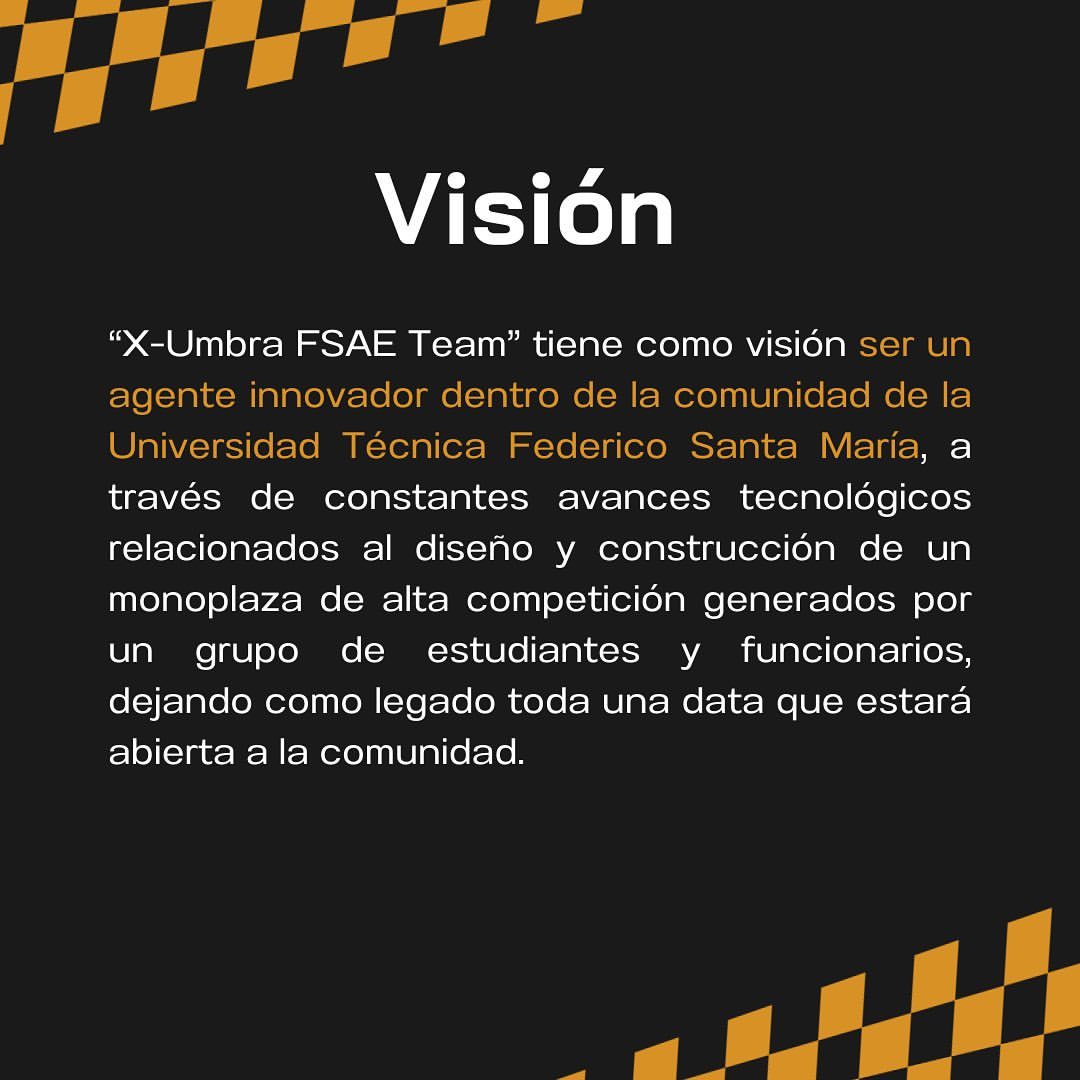 Visión
“X-Umbra FSAE Team” tiene como visión ser un
agente innovador dentro de la comunidad de la
Universidad Técnica Federico Santa María, a
través de constantes avances tecnológicos
relacionados al diseño y construcción de un
monoplaza de alta competición generados por
un grupo de estudiantes y funcionarios,
dejando como legado toda una data que estará
abierta a la comunidad.